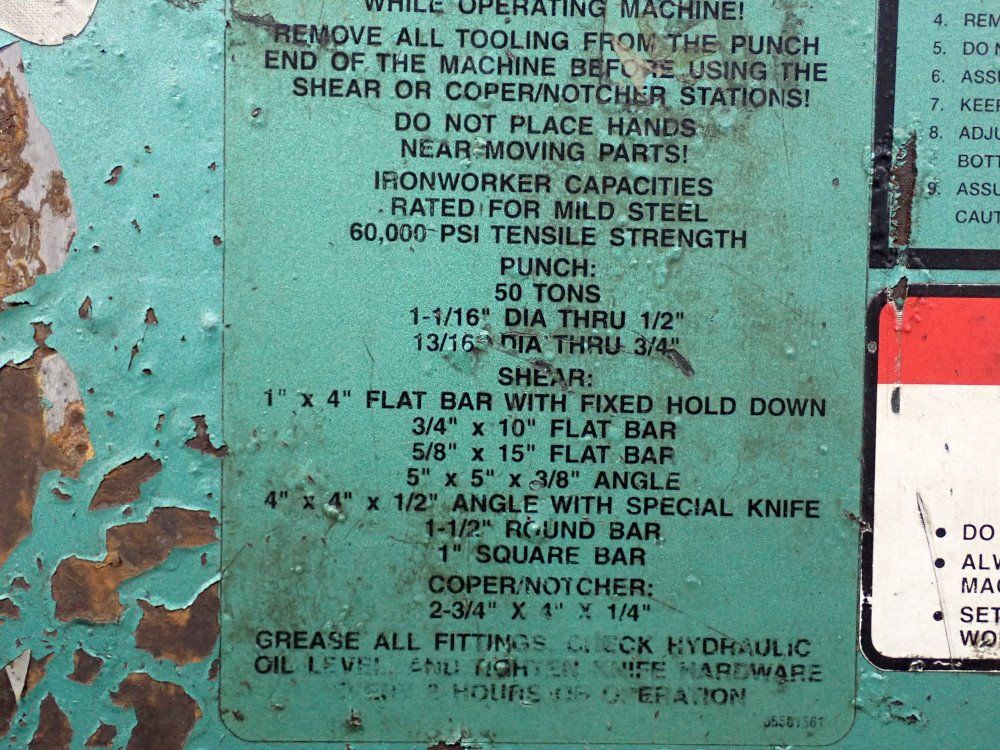 WHILE OPERATING MACHINE!
REMOVE ALL TOOLING FROM THE PUNCH
END OF THE MACHINE BEFORE USING THE
SHEAR OR COPER/NOTCHER STATIONS!
DO NOT PLACE HANDS
NEAR MOVING PARTS!
IRONWORKER CAPACITIES
RATED FOR MILD STEEL
60,000 PSI TENSILE STRENGTH
PUNCH:
50 TONS
1-1/16" DIA THRU 1/2"
13/16" DIA THRU 3/4"
SHEAR:
1" x 4" FLAT BAR WITH FIXED HOLD DOWN
3/4" x 10" FLAT BAR
5/8" x 15" FLAT BAR
5" x 5" x 3/8" ANGLE
4" x 4" x 1/2" ANGLE WITH SPECIAL KNIFE
1-1/2" ROUND BAR
1" SQUARE BAR
COPER/NOTCHER:
2-3/4" X 4" X 1/4"
GREASE ALL FITTINGS, CHECK HYDRAULIC
OIL LEVEL, AND TIGHTEN KNIFE HARDWARE
HOURS OF OPERATION
4. REM
5. DO N
6. ASSU
7. KEEP
8. ADJU
BOTT
9. ASSU
CAUT
• DO
• ALW
MAC
• SET
WO